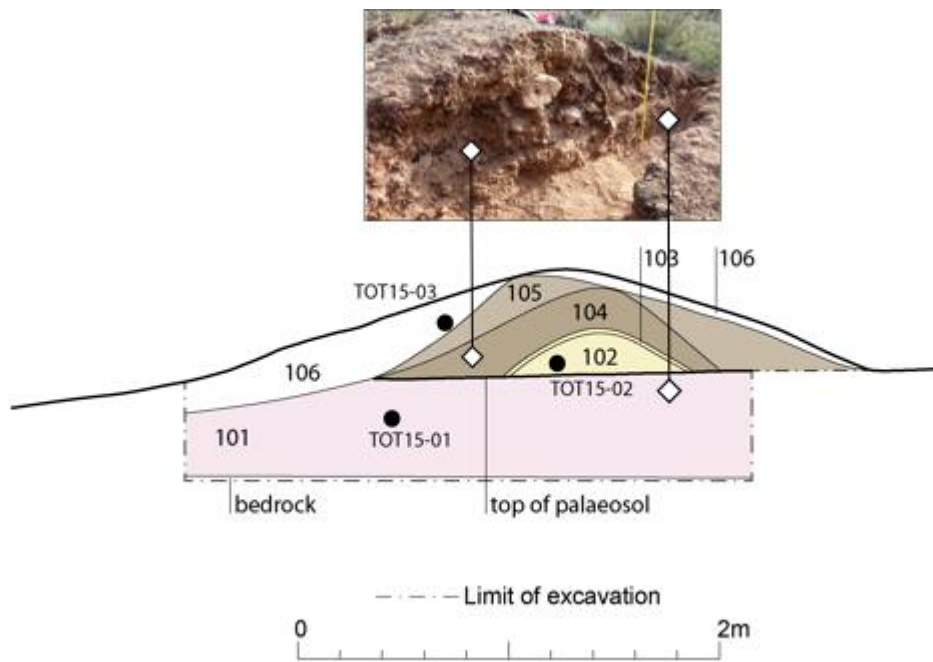 103 106
TOT15-03
105
104
102
106
TOT15-02
101
TOT15-01
bedrock
top of palaeosol
Limit of excavation
0 2m